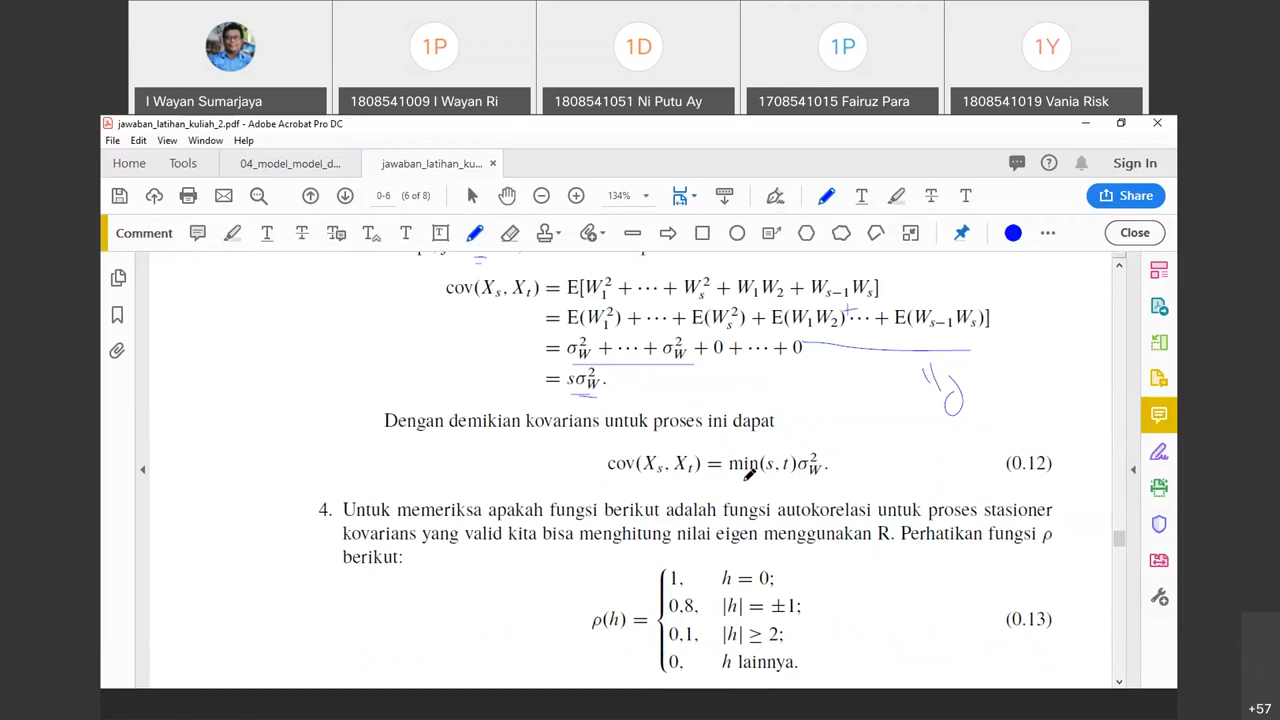 1P
1D
1P
1Y
I Wayan Sumarjaya
1808541009 I Wayan Ri
1808541051 Ni Putu Ay
1708541015 Fairuz Para
1808541019 Vania Risk
jawaban_latihan_kuliah_2.pdf - Adobe Acrobat Pro DC
File Edit View Window Help
Home Tools 04_model_model_d... jawaban_latihan_ku... × Sign In
0-6 (6 of 8) 134% Share
Comment Close
cov(X_s, X_t) = E[W_1^2 + ⋯ + W_s^2 + W_1W_2 + W_{s−1}W_s]
= E(W_1^2) + ⋯ + E(W_s^2) + E(W_1W_2) + ⋯ + E(W_{s−1}W_s)]
= σ_W^2 + ⋯ + σ_W^2 + 0 + ⋯ + 0
= sσ_W^2.
Dengan demikian kovarians untuk proses ini dapat
cov(X_s, X_t) = min(s, t)σ_W^2. (0.12)
4. Untuk memeriksa apakah fungsi berikut adalah fungsi autokorelasi untuk proses stasioner
kovarians yang valid kita bisa menghitung nilai eigen menggunakan R. Perhatikan fungsi ρ
berikut:
1, h = 0;
0,8, |h| = ±1;
ρ(h) = (0.13)
0,1, |h| ≥ 2;
0, h lainnya.
+57